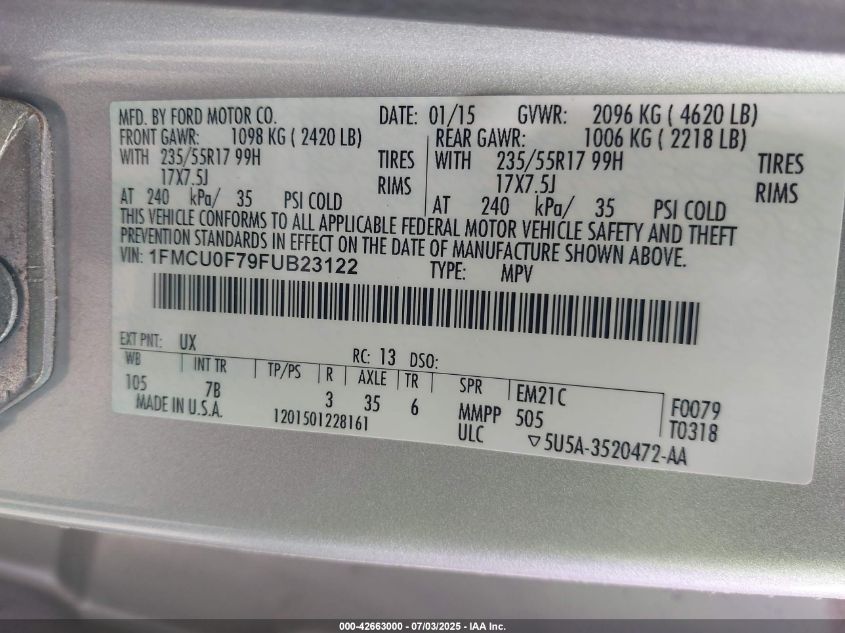 MFD. BY FORD MOTOR CO. DATE: 01/15 GVWR: 2096 KG ( 4620 LB)
FRONT GAWR: 1098 KG ( 2420 LB) REAR GAWR: 1006 KG ( 2218 LB)
WITH 235/55R17 99H TIRES WITH 235/55R17 99H TIRES
17X7.5J RIMS 17X7.5J RIMS
AT 240 kPa/ 35 PSI COLD AT 240 kPa/ 35 PSI COLD
THIS VEHICLE CONFORMS TO ALL APPLICABLE FEDERAL MOTOR VEHICLE SAFETY AND THEFT
PREVENTION STANDARDS IN EFFECT ON THE DATE OF MANUFACTURE SHOWN ABOVE.
VIN: 1FMCU0F79FUB23122 TYPE: MPV
EXT PNT: UX RC: 13 DSO:
WB INT TR TP/PS R AXLE TR SPR EM21C F0079
105 7B 3 35 6 MMPP 505 T0318
MADE IN U.S.A. 1201501228161 ULC ▽5U5A-3520472-AA
000-42663000 / 07/03/2025 - IAA Inc.